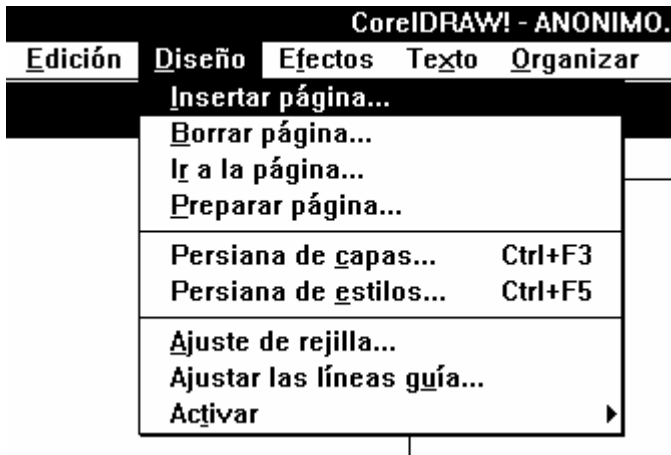 CorelDRAW! - ANONIMO.
Edición Diseño Efectos Texto Organizar
Insertar página...
Borrar página...
Ir a la página...
Preparar página...
Persiana de capas... Ctrl+F3
Persiana de estilos... Ctrl+F5
Ajuste de rejilla...
Ajustar las líneas guía...
Activar